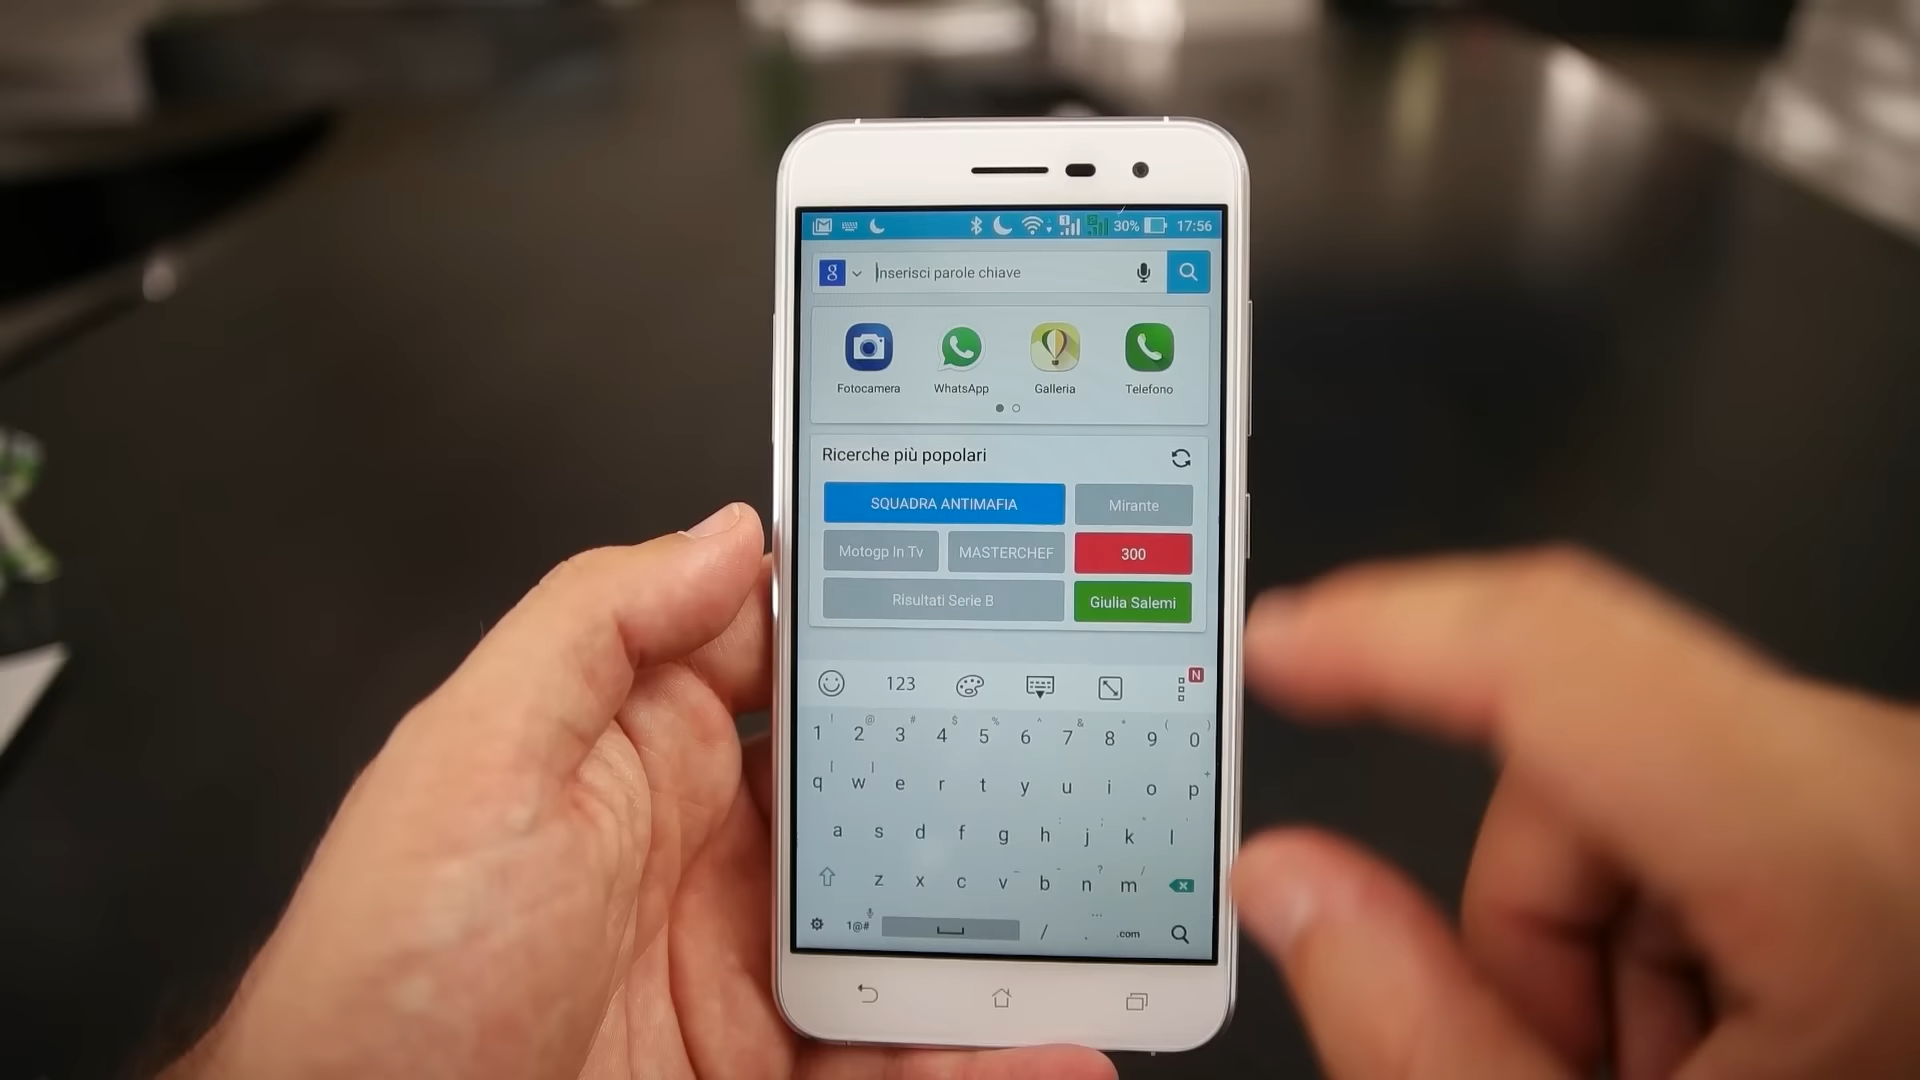 30% 17:56
g Inserisci parole chiave
Fotocamera WhatsApp Galleria Telefono
Ricerche più popolari
SQUADRA ANTIMAFIA Mirante
Motogp In Tv MASTERCHEF 300
Risultati Serie B Giulia Salemi
N
123
! @ # $ % ^ & * ( )
1 2 3 4 5 6 7 8 9 0
q w e r t y u i o p
a s d f g h j k l
z x c v b n m
1@# / . .com